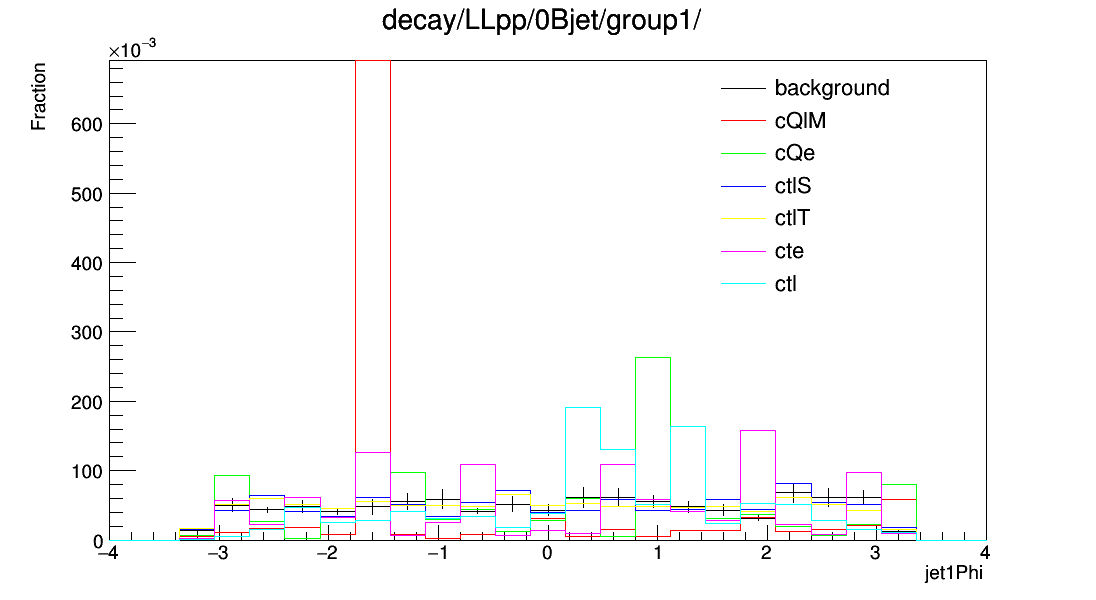 decay/LLpp/0Bjet/group1/
×10⁻³
Fraction
background
cQlM
cQe
ctlS
ctlT
cte
ctl
600
500
400
300
200
100
0
−4 −3 −2 −1 0 1 2 3 4
jet1Phi